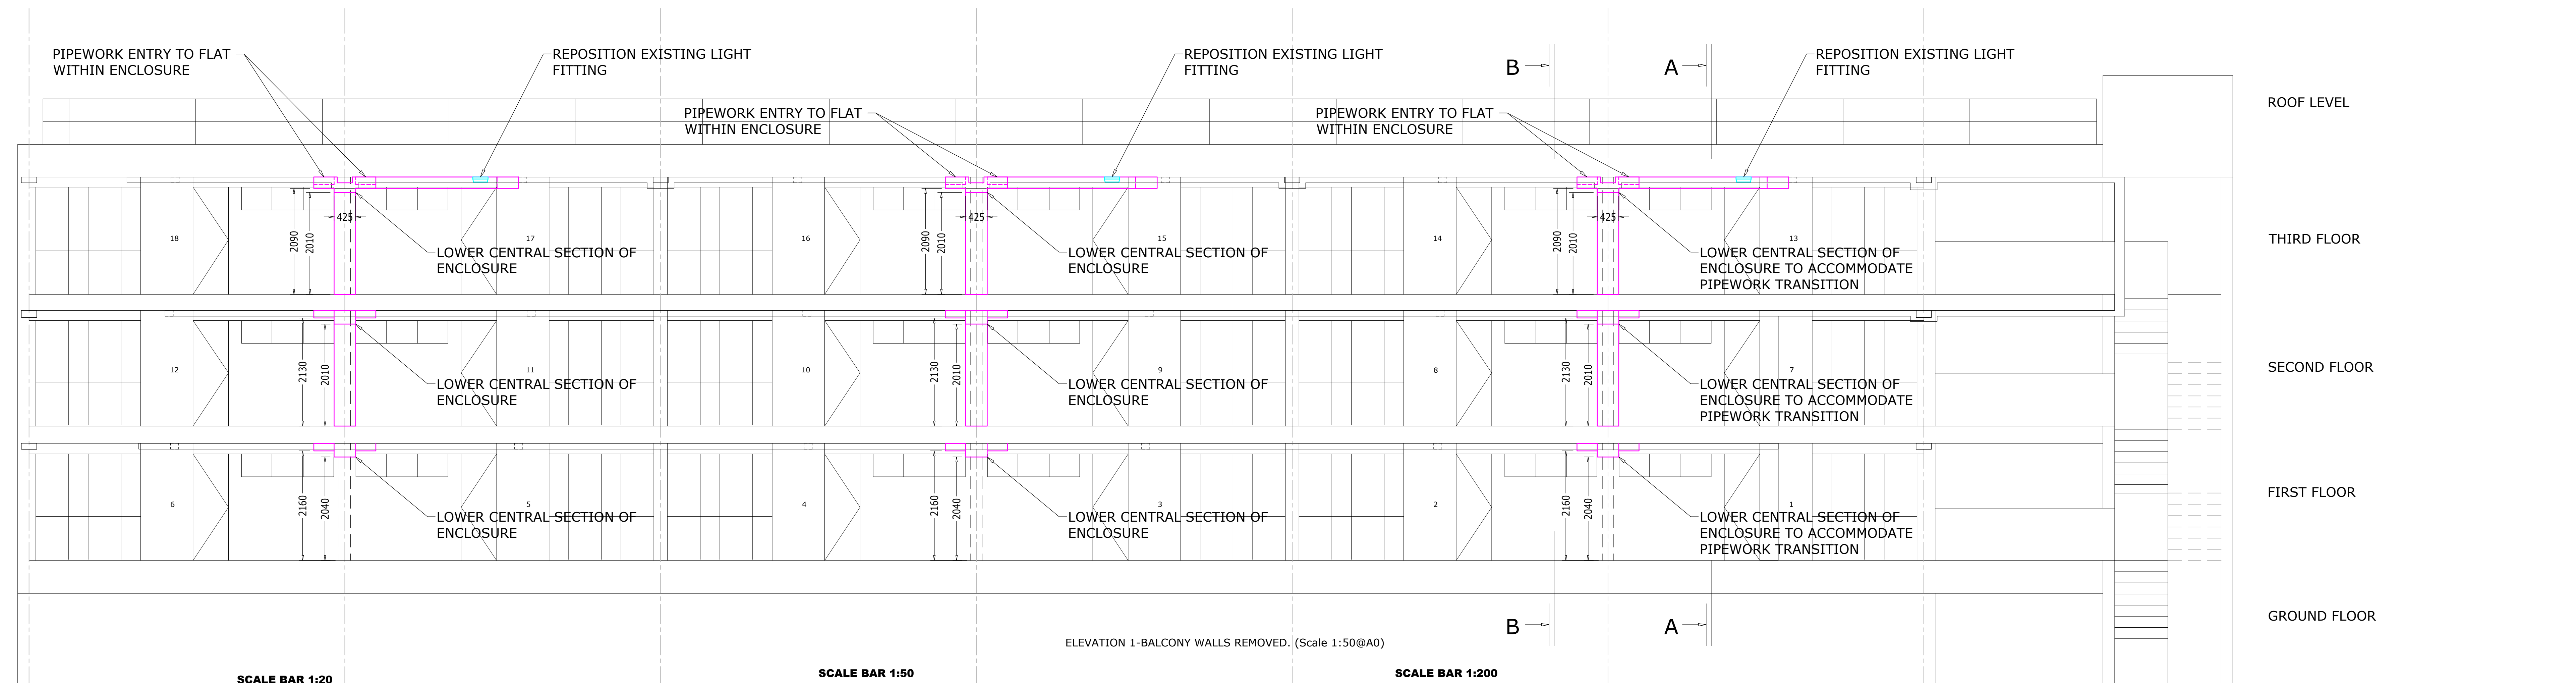 PIPEWORK ENTRY TO FLAT
WITHIN ENCLOSURE
REPOSITION EXISTING LIGHT
FITTING
REPOSITION EXISTING LIGHT
FITTING
B
A
REPOSITION EXISTING LIGHT
FITTING
ROOF LEVEL
PIPEWORK ENTRY TO FLAT
WITHIN ENCLOSURE
PIPEWORK ENTRY TO FLAT
WITHIN ENCLOSURE
425
425
425
18
2090
2010
17
16
2090
2010
15
14
2090
2010
13
THIRD FLOOR
LOWER CENTRAL SECTION OF
ENCLOSURE
LOWER CENTRAL SECTION OF
ENCLOSURE
LOWER CENTRAL SECTION OF
ENCLOSURE TO ACCOMMODATE
PIPEWORK TRANSITION
12
2130
2010
11
10
2130
2010
9
8
2130
2010
7
SECOND FLOOR
LOWER CENTRAL SECTION OF
ENCLOSURE
LOWER CENTRAL SECTION OF
ENCLOSURE
LOWER CENTRAL SECTION OF
ENCLOSURE TO ACCOMMODATE
PIPEWORK TRANSITION
6
2160
2040
5
4
2160
2040
3
2
2160
2040
1
FIRST FLOOR
LOWER CENTRAL SECTION OF
ENCLOSURE
LOWER CENTRAL SECTION OF
ENCLOSURE
LOWER CENTRAL SECTION OF
ENCLOSURE TO ACCOMMODATE
PIPEWORK TRANSITION
GROUND FLOOR
B
A
ELEVATION 1-BALCONY WALLS REMOVED. (Scale 1:50@A0)
SCALE BAR 1:20
SCALE BAR 1:50
SCALE BAR 1:200